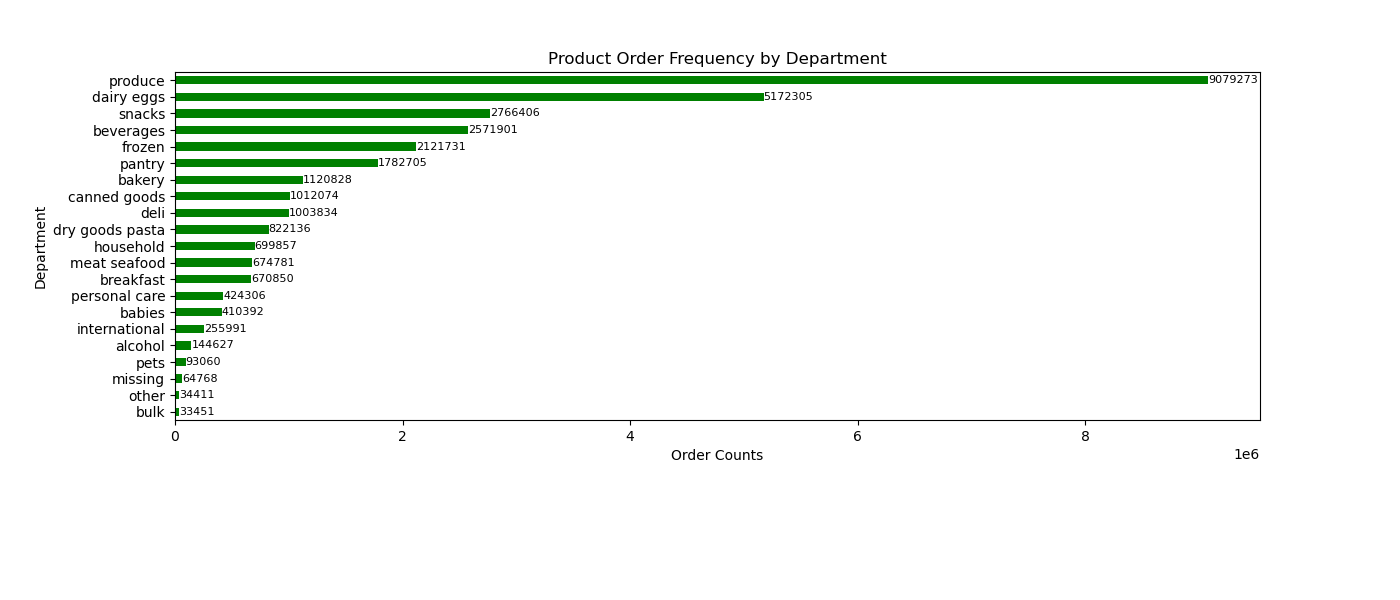 Product Order Frequency by Department
produce 9079273
dairy eggs 5172305
snacks 2766406
beverages 2571901
frozen 2121731
pantry 1782705
bakery 1120828
canned goods 1012074
deli 1003834
dry goods pasta 822136
household 699857
meat seafood 674781
breakfast 670850
personal care 424306
babies 410392
international 255991
alcohol 144627
pets 93060
missing 64768
other 34411
bulk 33451
Department
0 2 4 6 8
Order Counts
1e6